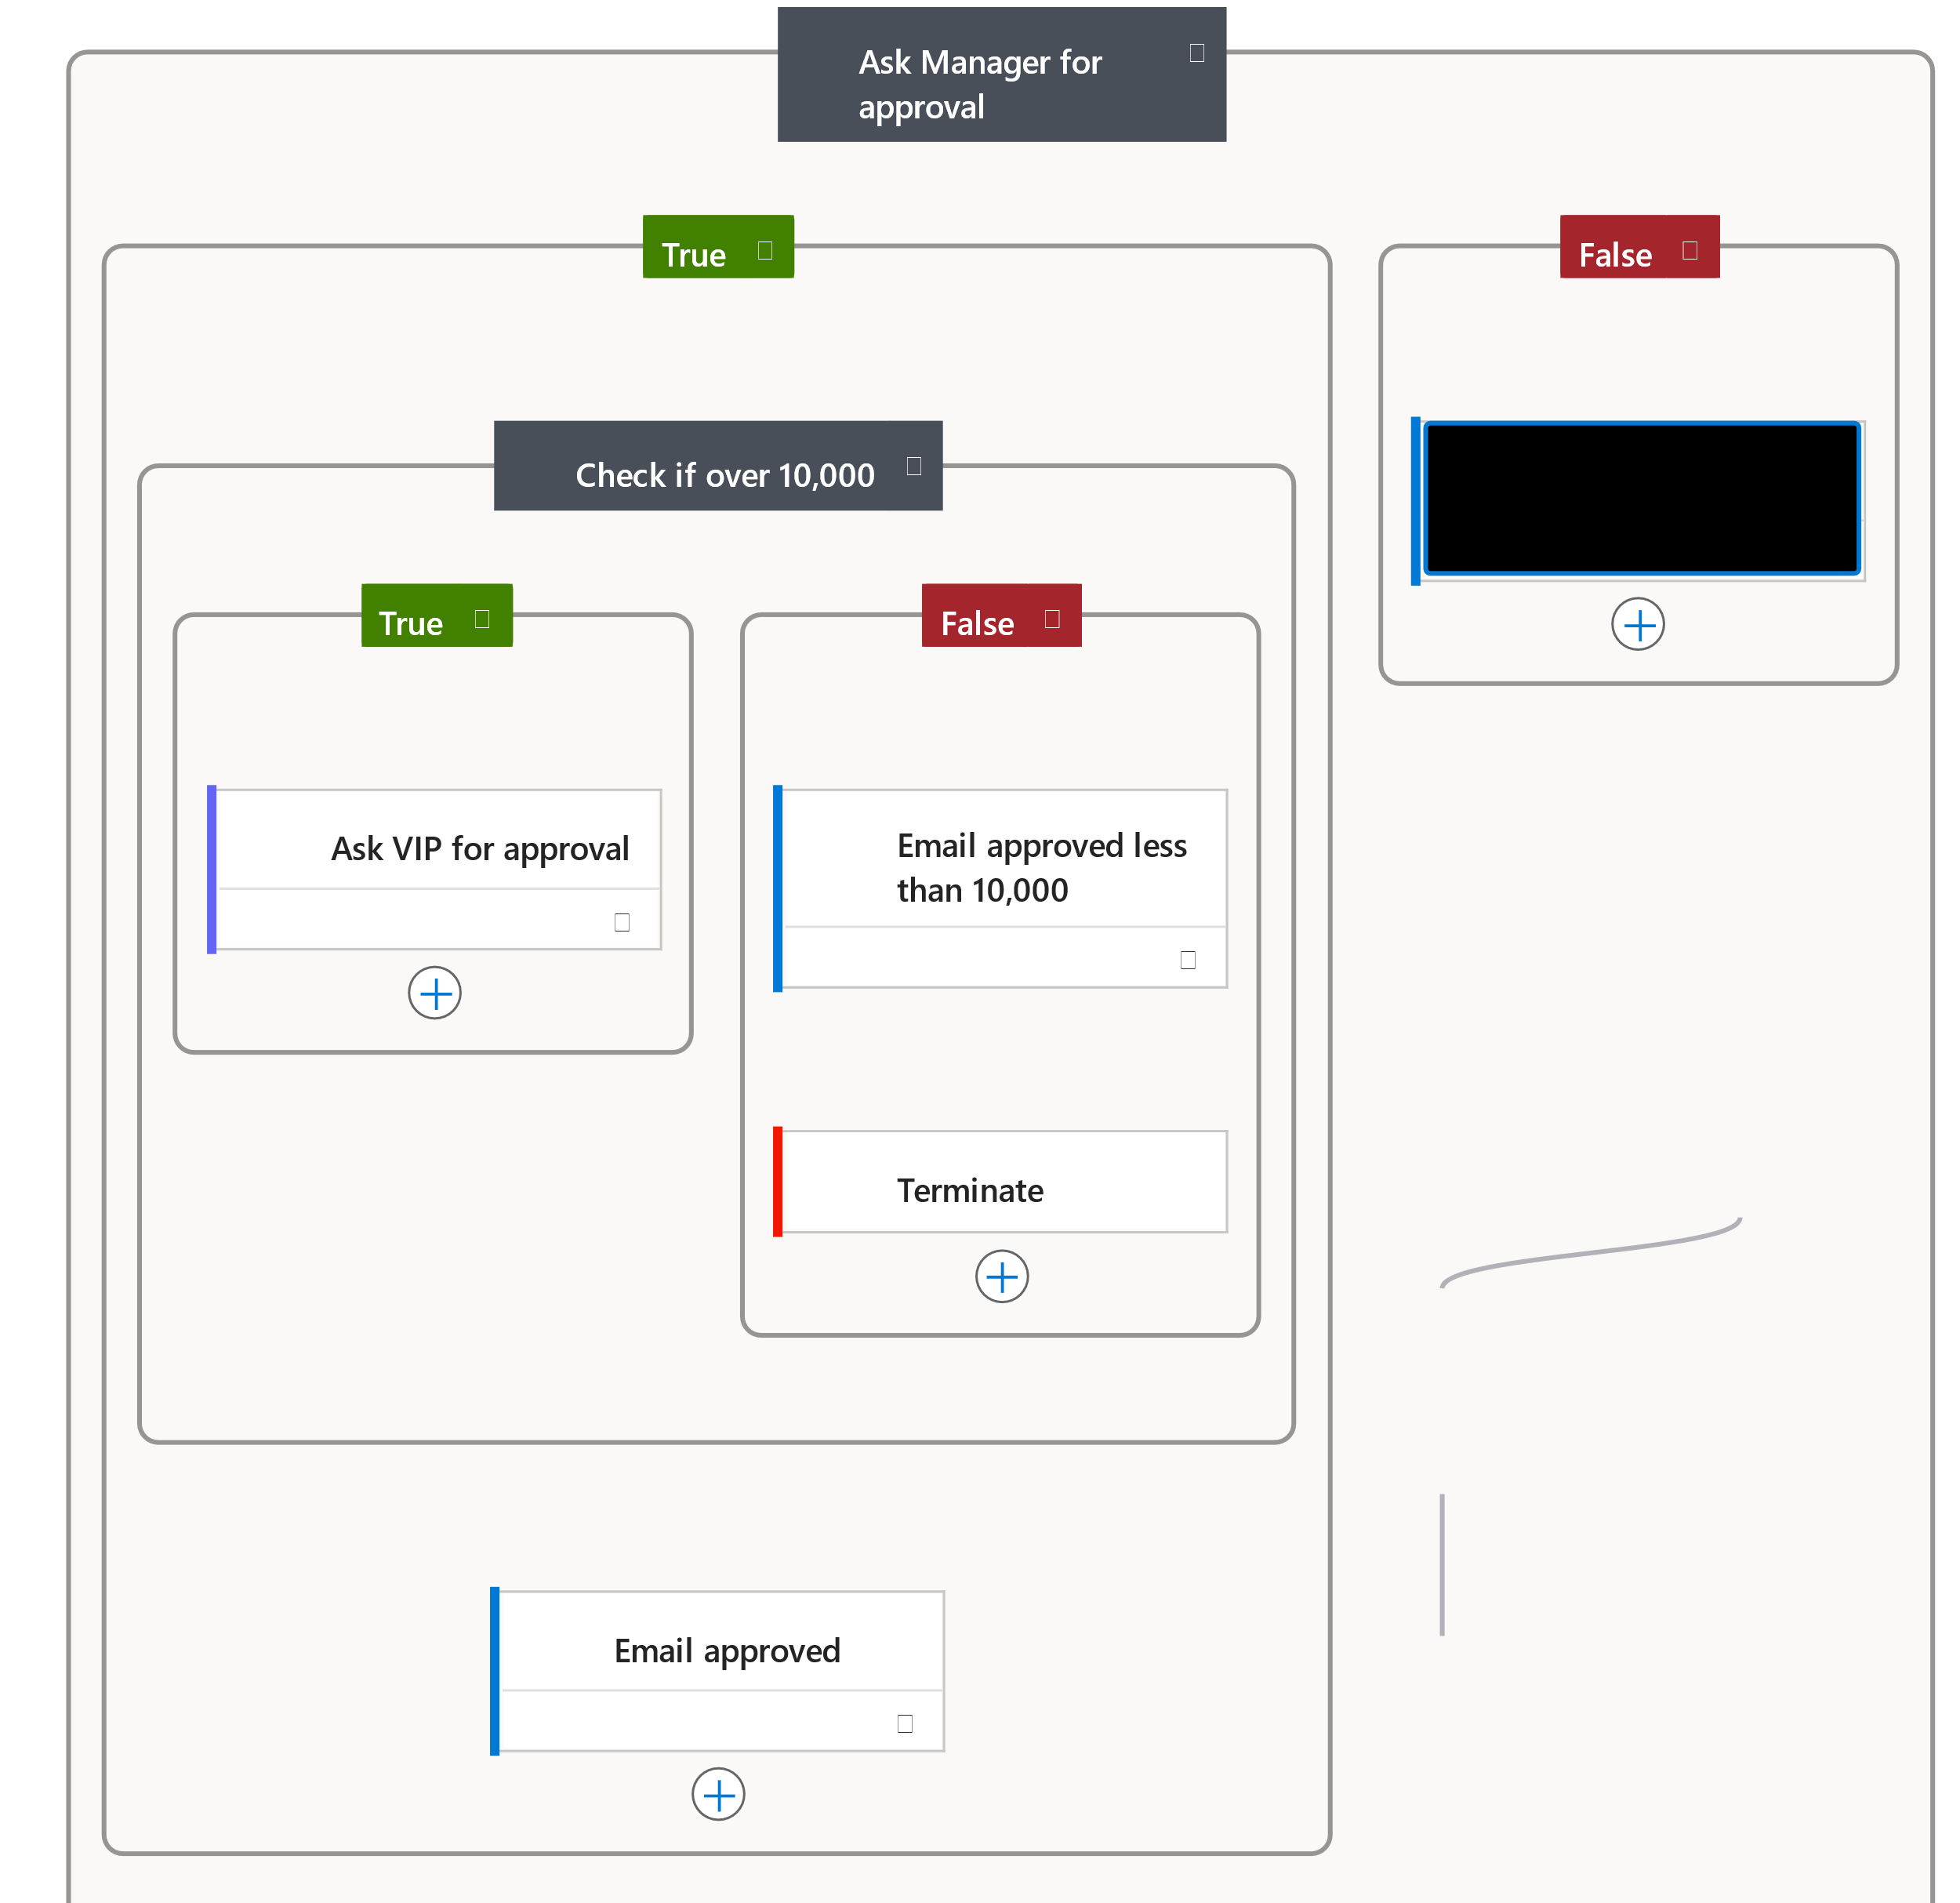 Ask Manager for
approval
True
False
Check if over 10,000
True
False
Ask VIP for approval
Email approved less
than 10,000
Terminate
Email approved